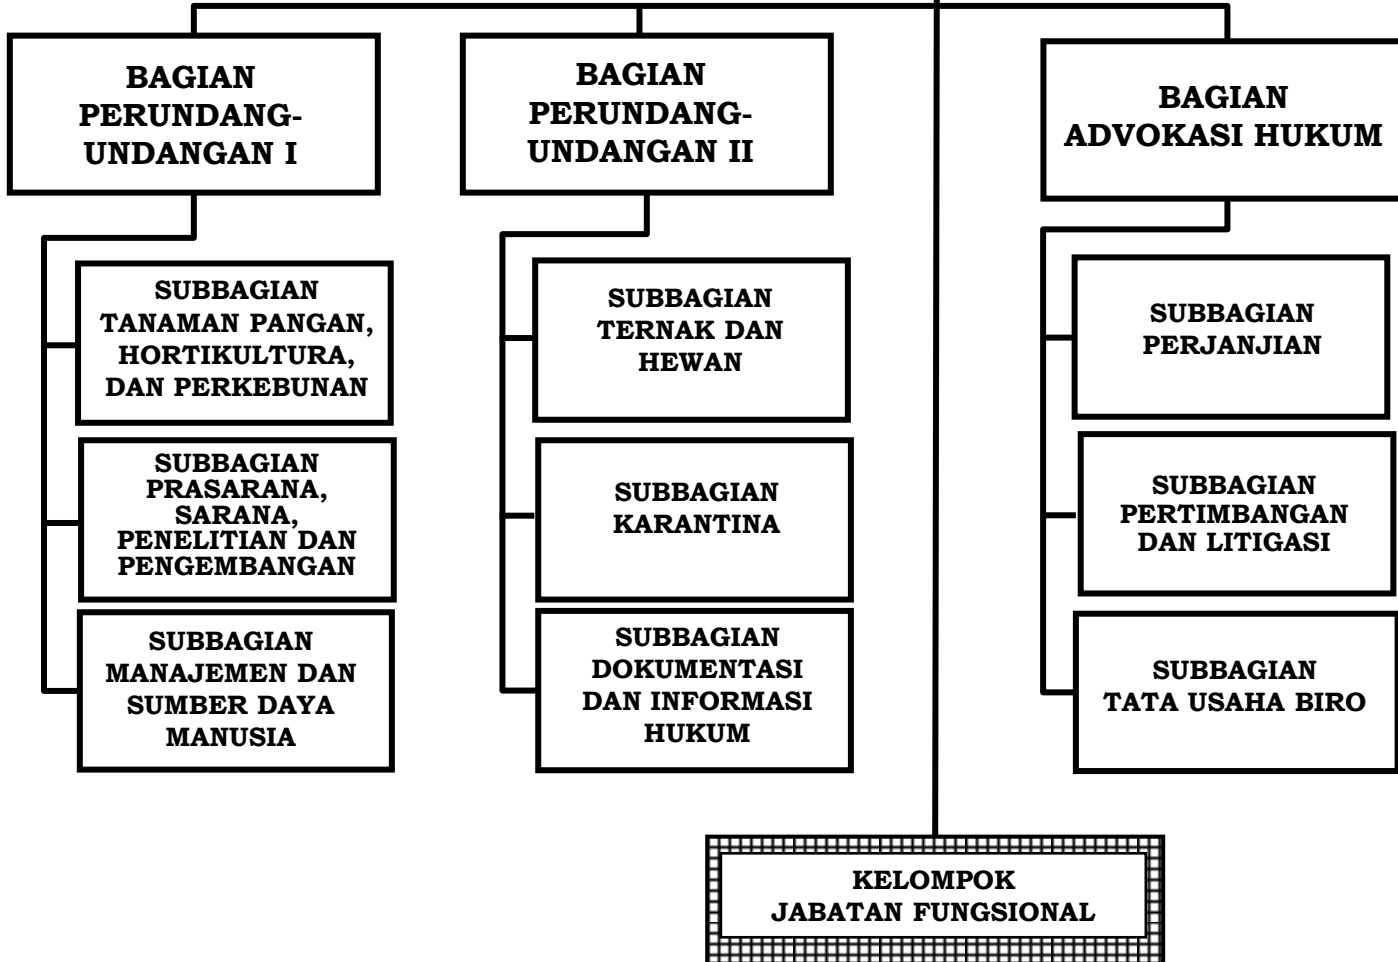 BAGIAN
PERUNDANG-
UNDANGAN I
BAGIAN
PERUNDANG-
UNDANGAN II
BAGIAN
ADVOKASI HUKUM
SUBBAGIAN
TANAMAN PANGAN,
HORTIKULTURA,
DAN PERKEBUNAN
SUBBAGIAN
PRASARANA,
SARANA,
PENELITIAN DAN
PENGEMBANGAN
SUBBAGIAN
MANAJEMEN DAN
SUMBER DAYA
MANUSIA
SUBBAGIAN
TERNAK DAN
HEWAN
SUBBAGIAN
KARANTINA
SUBBAGIAN
DOKUMENTASI
DAN INFORMASI
HUKUM
SUBBAGIAN
PERJANJIAN
SUBBAGIAN
PERTIMBANGAN
DAN LITIGASI
SUBBAGIAN
TATA USAHA BIRO
KELOMPOK
JABATAN FUNGSIONAL